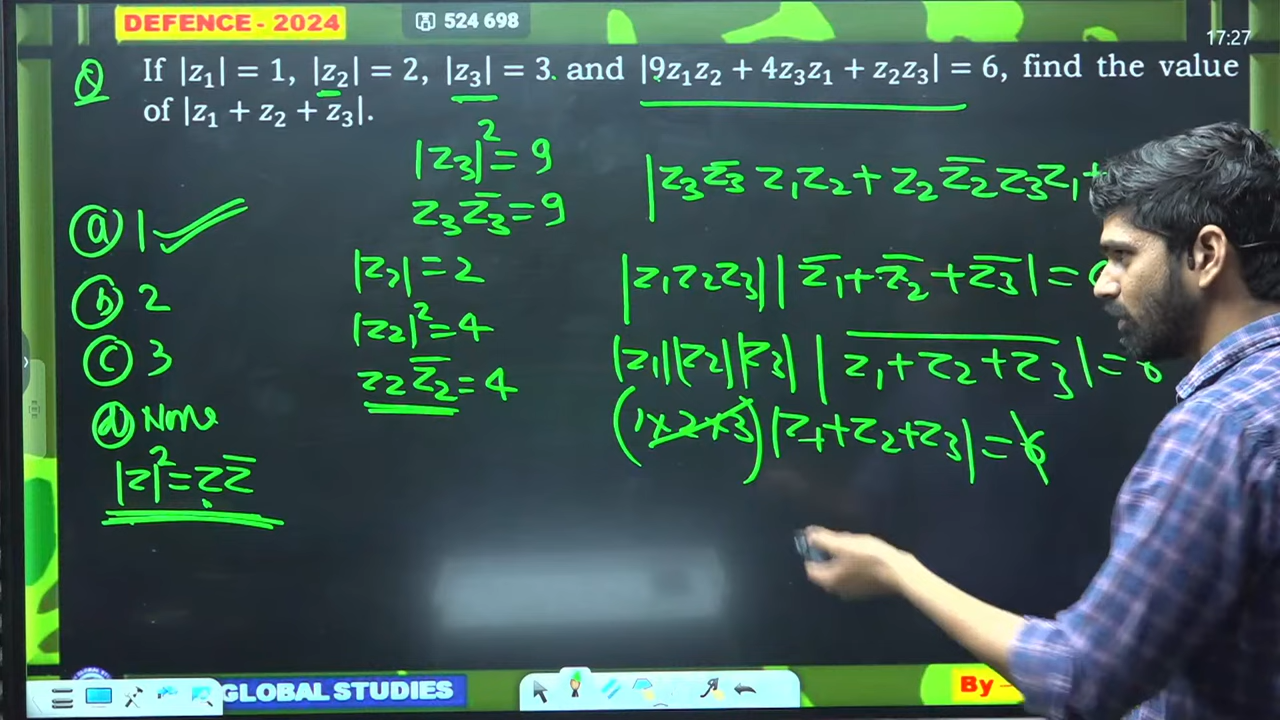 DEFENCE - 2024
524 698
17:27
Q If |z₁| = 1, |z₂| = 2, |z₃| = 3 and |9z₁z₂ + 4z₃z₁ + z₂z₃| = 6, find the value
of |z₁ + z₂ + z₃|.
|z₃|² = 9
z₃z̅₃ = 9
|z₂| = 2
|z₂|² = 4
z₂z̅₂ = 4
(a) 1 ✓
(b) 2
(c) 3
(d) None
|z|² = zz̅
|z₃z̅₃ z₁z₂ + z₂z̅₂z₃z₁ +
|z₁z₂z₃| |z̅₁ + z̅₂ + z̅₃| =
|z₁||z₂||z₃| |z̅₁̅ ̅+̅ ̅z̅₂̅ ̅+̅ ̅z̅₃| = 6
(1×2×3) |z₁+z₂+z₃| = 6
GLOBAL STUDIES
By -